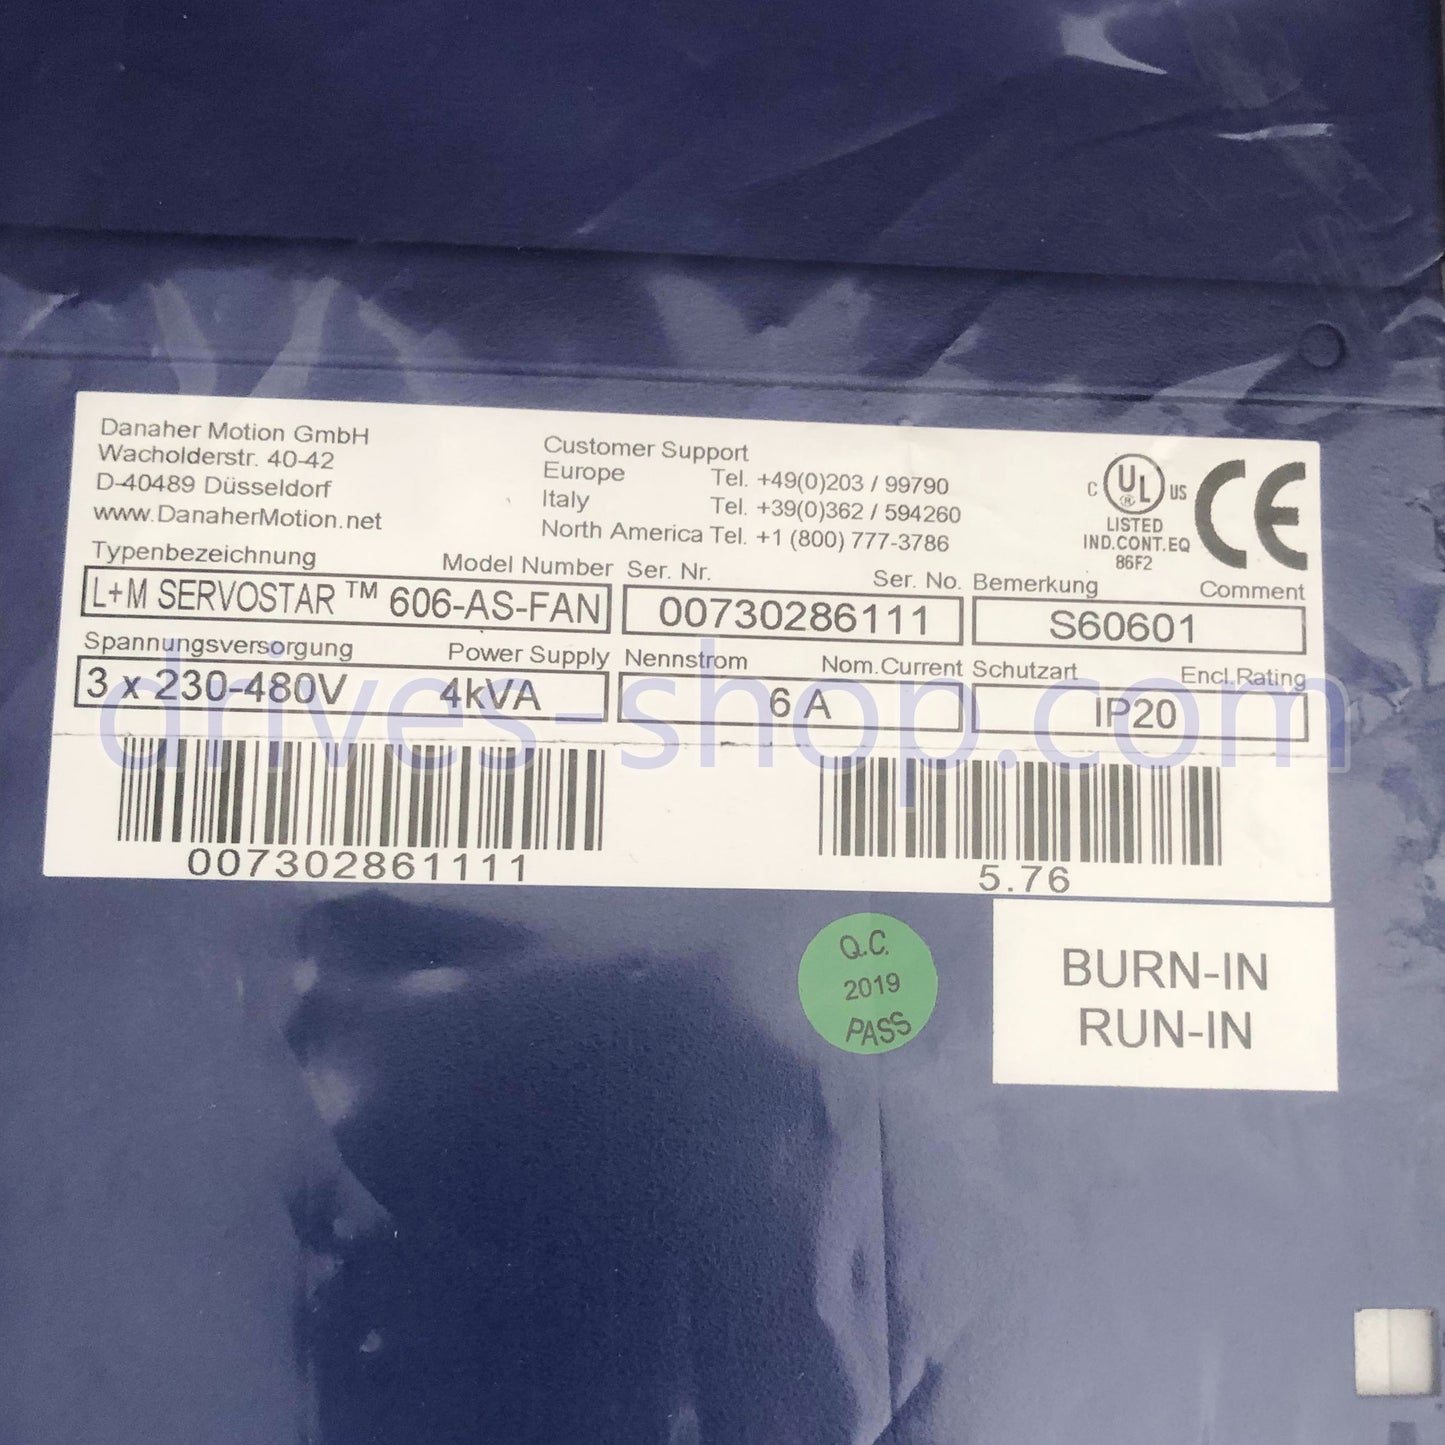 Danaher Motion GmbH
Wacholderstr. 40-42
D-40489 Düsseldorf
www.DanaherMotion.net
Customer Support
Europe Tel. +49(0)203 / 99790
Italy Tel. +39(0)362 / 594260
North America Tel. +1 (800) 777-3786
C UL ® US
LISTED
IND.CONT.EQ
86F2
CE
Typenbezeichnung Model Number Ser. Nr. Ser. No. Bemerkung Comment
L+M SERVOSTAR ™ 606-AS-FAN 00730286111 S60601
Spannungsversorgung Power Supply Nennstrom Nom.Current Schutzart Encl.Rating
3 x 230-480V 4kVA 6 A IP20
drives-shop.com
007302861111 5.76
Q.C.
2019
PASS
BURN-IN
RUN-IN